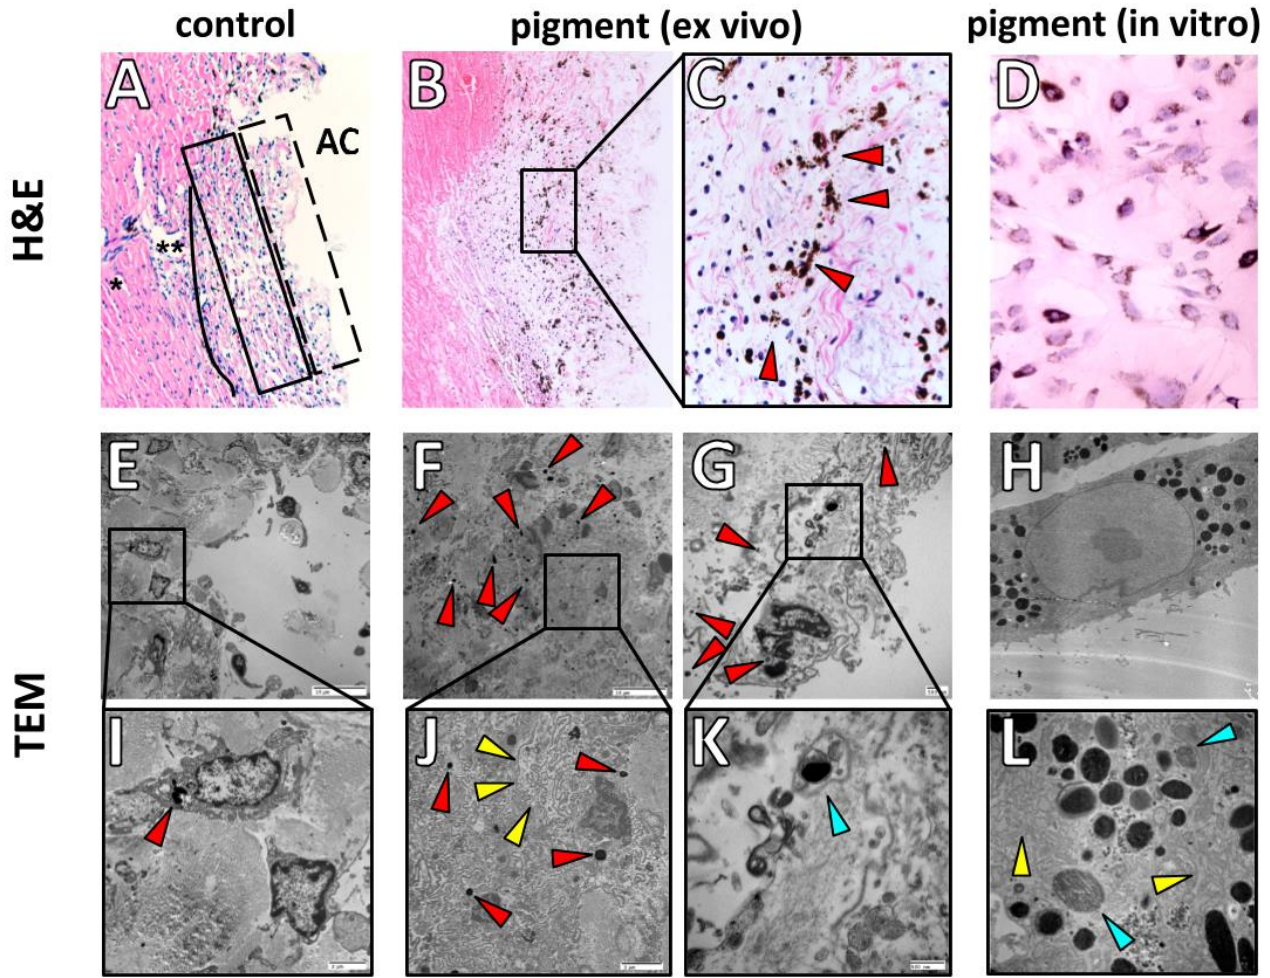 control
pigment (ex vivo)
pigment (in vitro)
H&E
A
AC
**
*
B
C
D
TEM
E
F
G
H
I
J
K
L